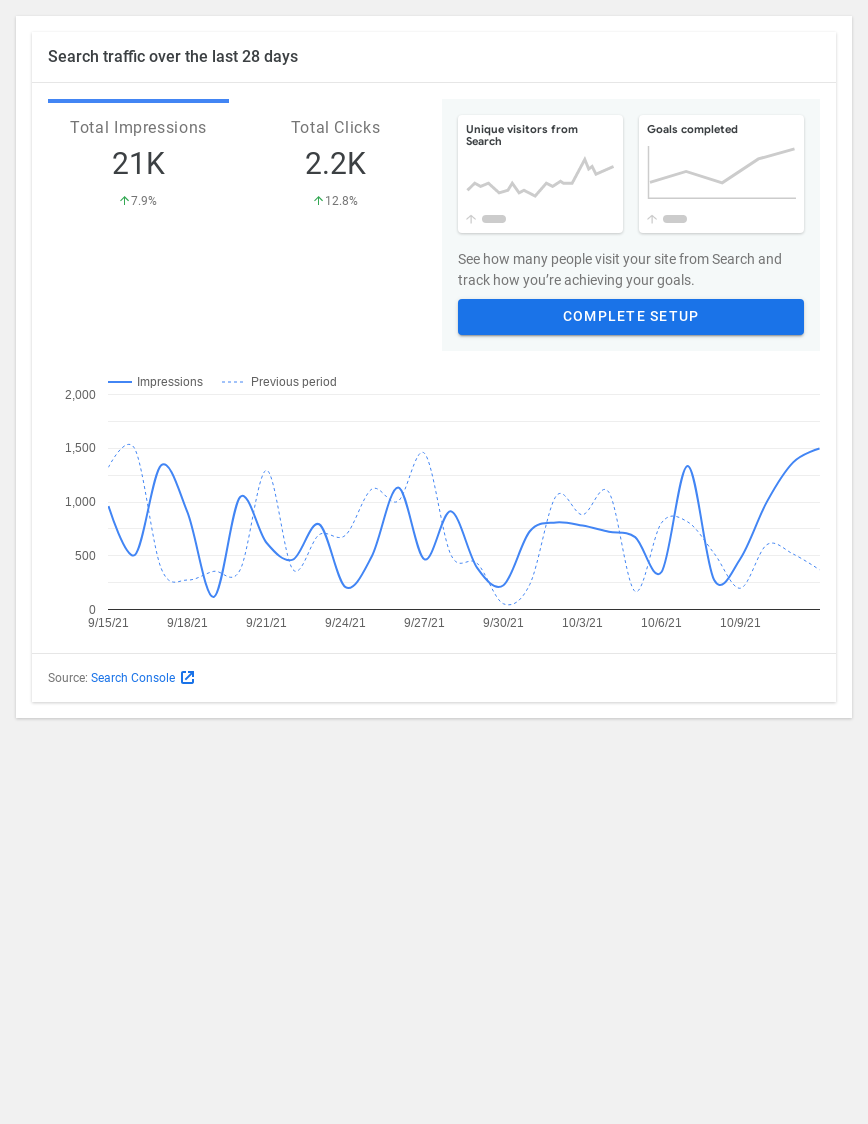 Search traffic over the last 28 days
Total Impressions
21K
7.9%
Total Clicks
2.2K
12.8%
Unique visitors from
Search
Goals completed
See how many people visit your site from Search and
track how you’re achieving your goals.
COMPLETE SETUP
Impressions
Previous period
2,000
1,500
1,000
500
0
9/15/21
9/18/21
9/21/21
9/24/21
9/27/21
9/30/21
10/3/21
10/6/21
10/9/21
Source: Search Console